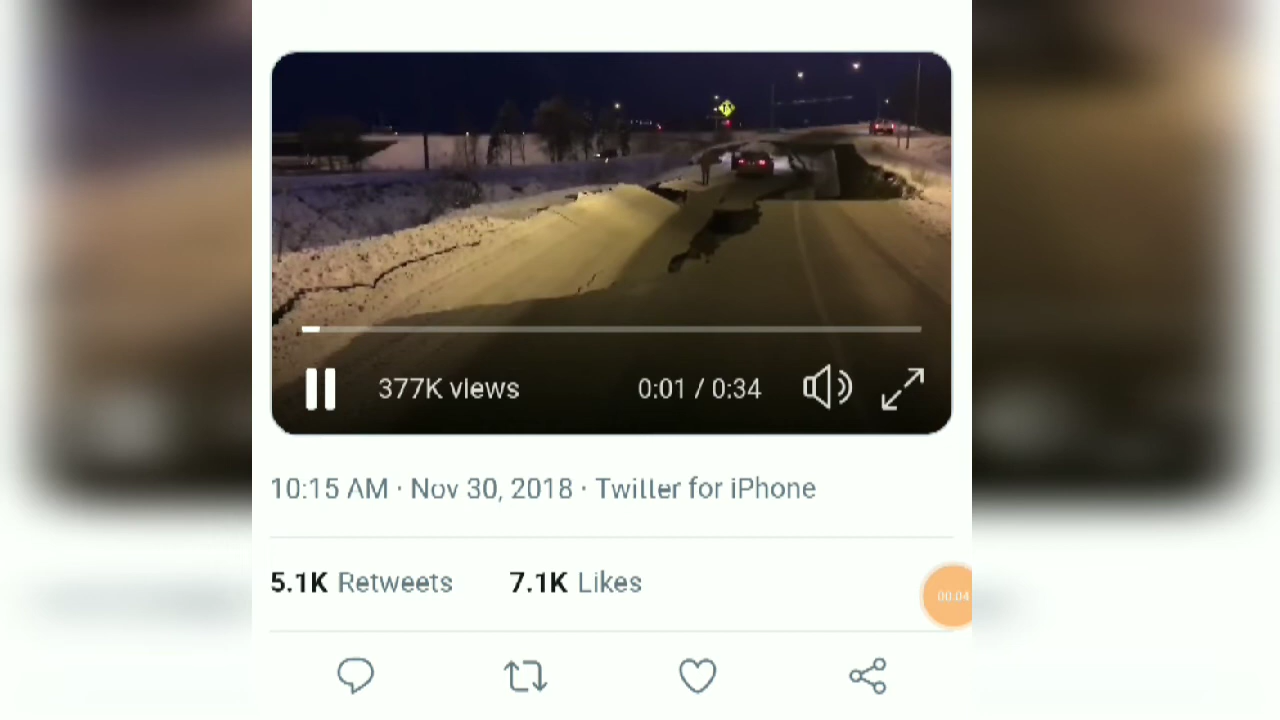 377K views
0:01 / 0:34
10:15 AM · Nov 30, 2018 · Twitter for iPhone
5.1K Retweets 7.1K Likes
00:04